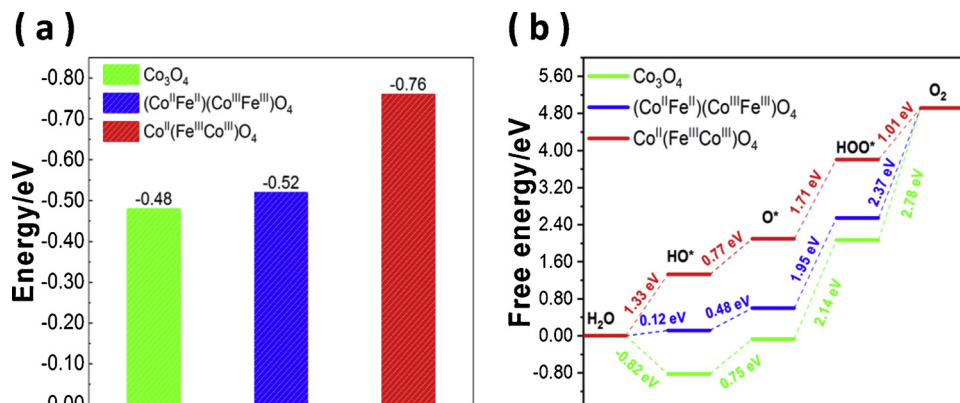 (a)
Energy/eV
-0.80
-0.70
-0.60
-0.50
-0.40
-0.30
-0.20
-0.10
0.00
Co₃O₄
(CoᴵᴵFeᴵᴵ)(CoᴵᴵᴵFeᴵᴵᴵ)O₄
Coᴵᴵ(FeᴵᴵᴵCoᴵᴵᴵ)O₄
-0.48
-0.52
-0.76
(b)
Free energy/eV
5.60
4.80
4.00
3.20
2.40
1.60
0.80
0.00
-0.80
Co₃O₄
(CoᴵᴵFeᴵᴵ)(CoᴵᴵᴵFeᴵᴵᴵ)O₄
Coᴵᴵ(FeᴵᴵᴵCoᴵᴵᴵ)O₄
H₂O
HO*
O*
HOO*
O₂
1.33 eV
0.77 eV
1.71 eV
1.01 eV
0.12 eV
0.48 eV
1.95 eV
2.37 eV
-0.82 eV
0.75 eV
2.14 eV
2.78 eV